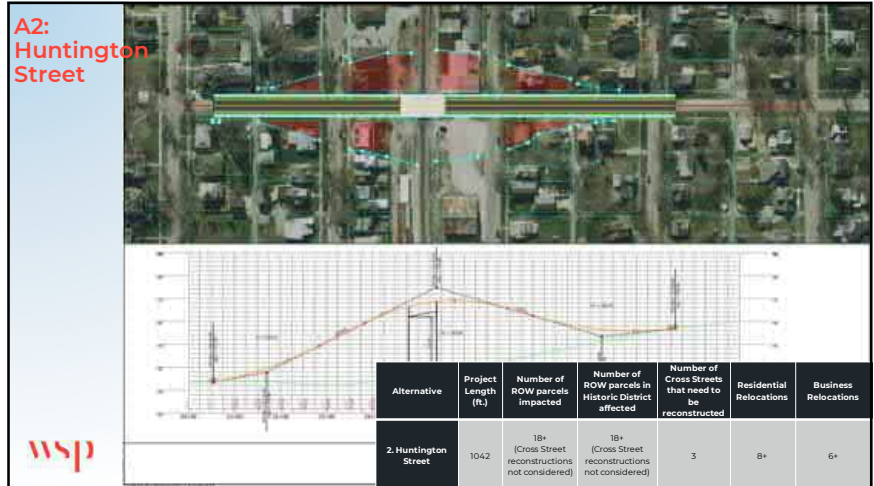 A2:
Huntington
Street
Alternative
Project
Length
(ft.)
Number of
ROW parcels
impacted
Number of
ROW parcels in
Historic District
affected
Number of
Cross Streets
that need to
be
reconstructed
Residential
Relocations
Business
Relocations
2. Huntington
Street
1042
18+
(Cross Street
reconstructions
not considered)
18+
(Cross Street
reconstructions
not considered)
3
8+
6+
wsp